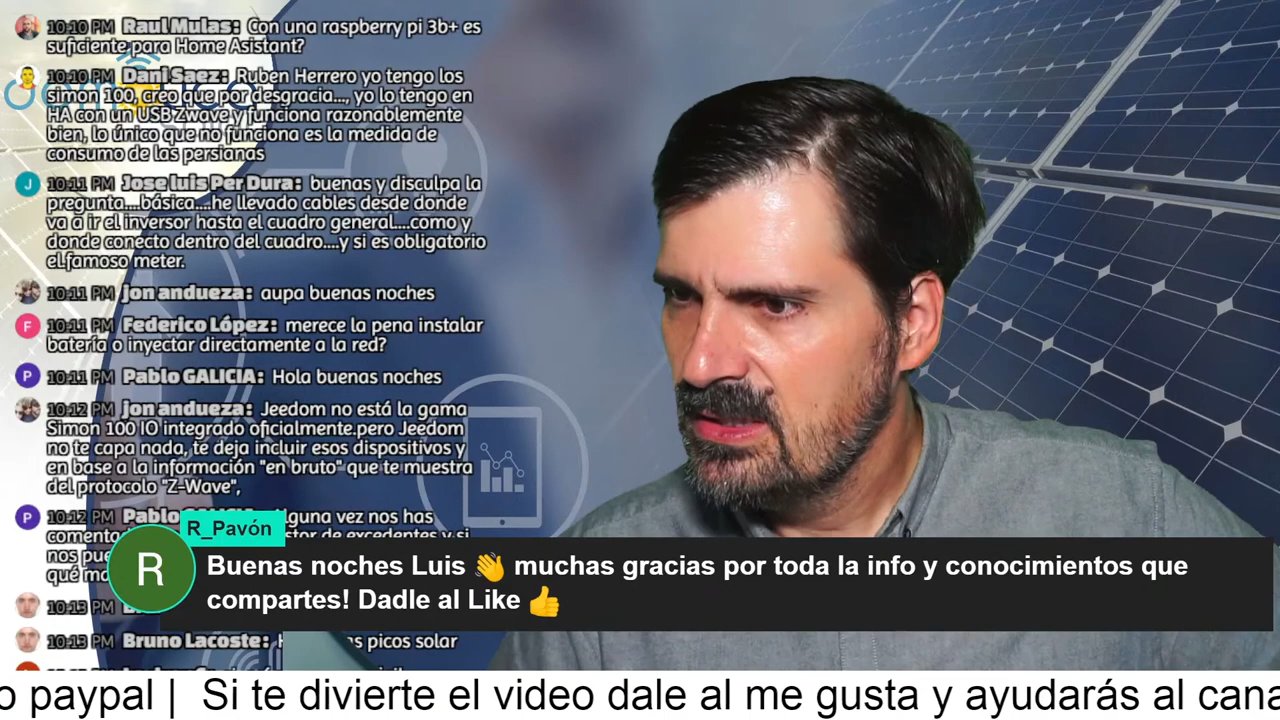 10:10 PM Raul Mulas: Con una raspberry pi 3b+ es
suficiente para Home Asistant?
10:10 PM Dani Saez: Ruben Herrero yo tengo los
simon 100, creo que por desgracia..., yo lo tengo en
HA con un USB Zwave y funciona razonablemente
bien, lo único que no funciona es la medida de
consumo de las persianas
J 10:11 PM Jose luis Per Dura: buenas y disculpa la
pregunta....básica....he llevado cables desde donde
va a ir el inversor hasta el cuadro general....como y
donde conecto dentro del cuadro....y si es obligatorio
el famoso meter.
10:11 PM jon andueza: aupa buenas noches
F 10:11 PM Federico López: merece la pena instalar
batería o inyectar directamente a la red?
P 10:11 PM Pablo GALICIA: Hola buenas noches
10:12 PM jon andueza: Jeedom no está la gama
Simon 100 IO integrado oficialmente.pero Jeedom
no te capa nada, te deja incluir esos dispositivos y
en base a la información "en bruto" que te muestra
del protocolo "Z-Wave",
P 10:12 PM Pablo GALICIA: Alguna vez nos has
de excedentes y si
nos
R_Pavón
R
Buenas noches Luis 👋 muchas gracias por toda la info y conocimientos que
compartes! Dadle al Like 👍
10:13 PM
10:13 PM Bruno Lacoste: picos solar
o paypal | Si te divierte el video dale al me gusta y ayudarás al cana